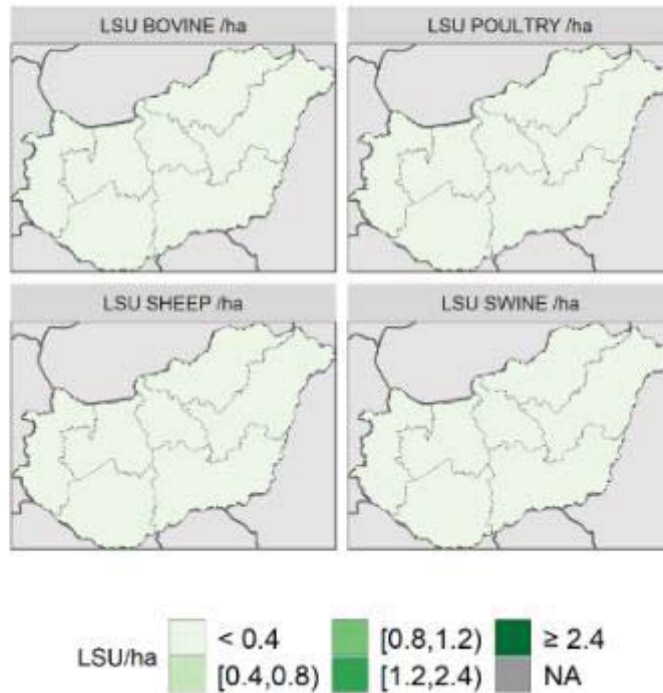 LSU BOVINE /ha
LSU POULTRY /ha
LSU SHEEP /ha
LSU SWINE /ha
LSU/ha
< 0.4
[0.4,0.8)
[0.8,1.2)
[1.2,2.4)
≥ 2.4
NA